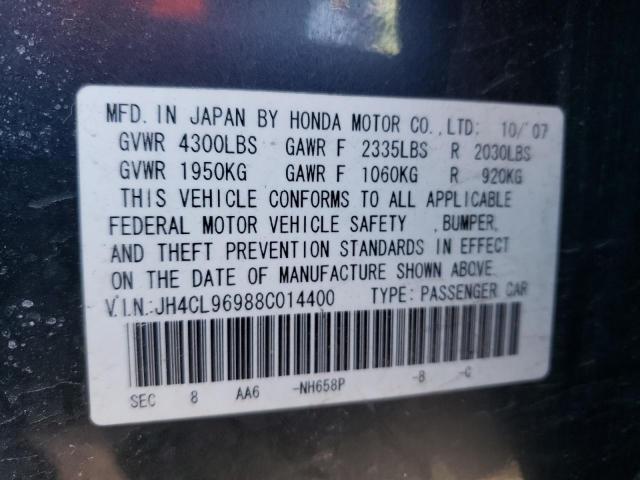 MFD. IN JAPAN BY HONDA MOTOR CO., LTD: 10/'07
GVWR 4300LBS GAWR F 2335LBS R 2030LBS
GVWR 1950KG GAWR F 1060KG R 920KG
THIS VEHICLE CONFORMS TO ALL APPLICABLE
FEDERAL MOTOR VEHICLE SAFETY , BUMPER,
AND THEFT PREVENTION STANDARDS IN EFFECT
ON THE DATE OF MANUFACTURE SHOWN ABOVE.
V.I.N.:JH4CL96988C014400 TYPE: PASSENGER CAR
SEC 8 AA6 -NH658P -B -C